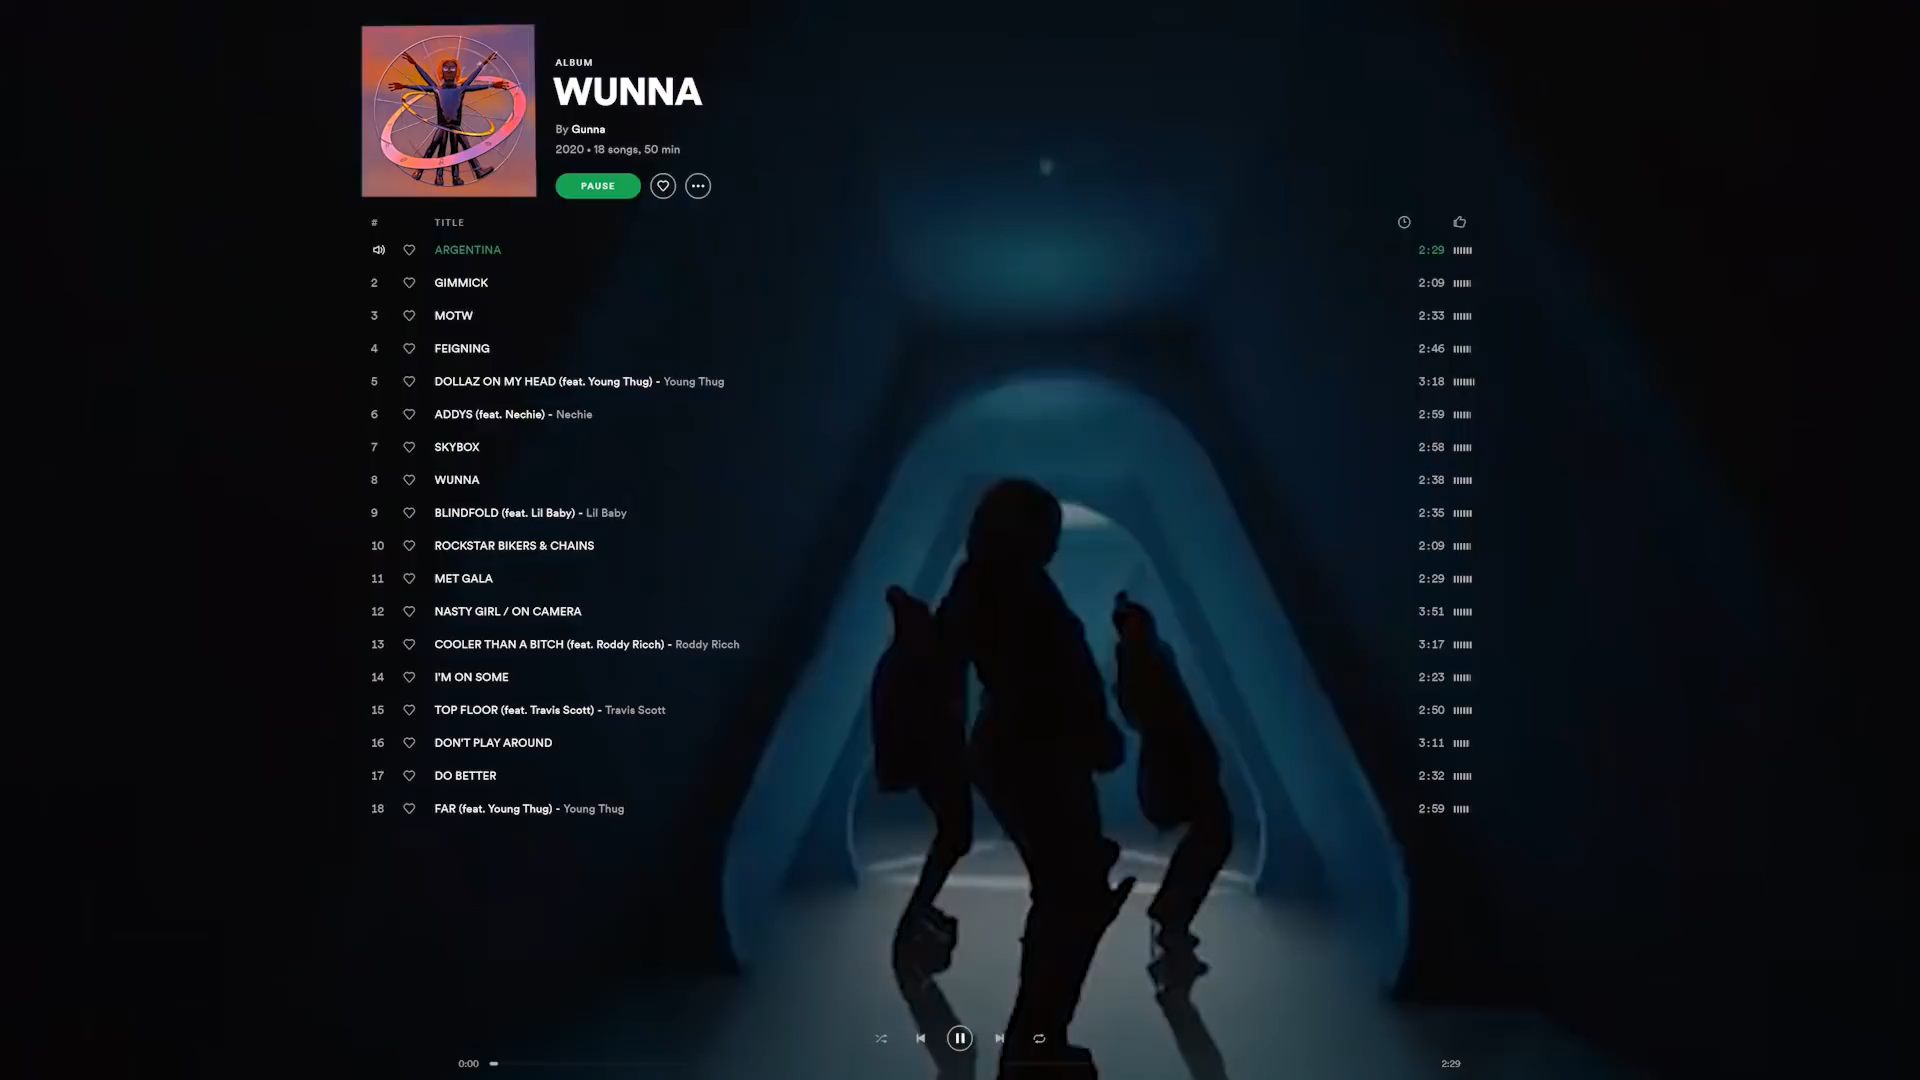 ALBUM
WUNNA
By Gunna
2020 • 18 songs, 50 min
PAUSE
# TITLE
ARGENTINA 2:29
2 GIMMICK 2:09
3 MOTW 2:33
4 FEIGNING 2:46
5 DOLLAZ ON MY HEAD (feat. Young Thug) - Young Thug 3:18
6 ADDYS (feat. Nechie) - Nechie 2:59
7 SKYBOX 2:58
8 WUNNA 2:38
9 BLINDFOLD (feat. Lil Baby) - Lil Baby 2:35
10 ROCKSTAR BIKERS & CHAINS 2:09
11 MET GALA 2:29
12 NASTY GIRL / ON CAMERA 3:51
13 COOLER THAN A BITCH (feat. Roddy Ricch) - Roddy Ricch 3:17
14 I'M ON SOME 2:23
15 TOP FLOOR (feat. Travis Scott) - Travis Scott 2:50
16 DON'T PLAY AROUND 3:11
17 DO BETTER 2:32
18 FAR (feat. Young Thug) - Young Thug 2:59
0:00 2:29